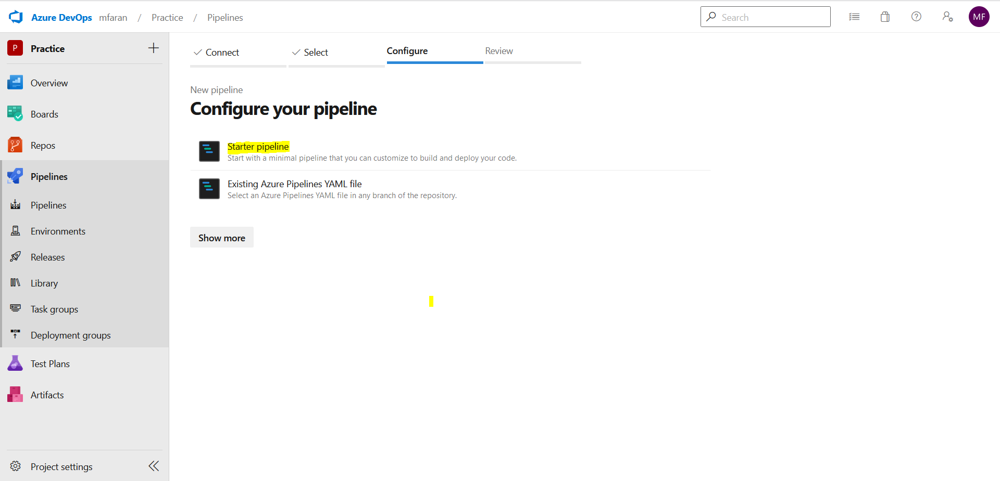 Azure DevOps mfaran / Practice / Pipelines
Search
MF
P Practice
Overview
Boards
Repos
Pipelines
Pipelines
Environments
Releases
Library
Task groups
Deployment groups
Test Plans
Artifacts
Project settings
Connect Select Configure Review
New pipeline
Configure your pipeline
Starter pipeline
Start with a minimal pipeline that you can customize to build and deploy your code.
Existing Azure Pipelines YAML file
Select an Azure Pipelines YAML file in any branch of the repository.
Show more